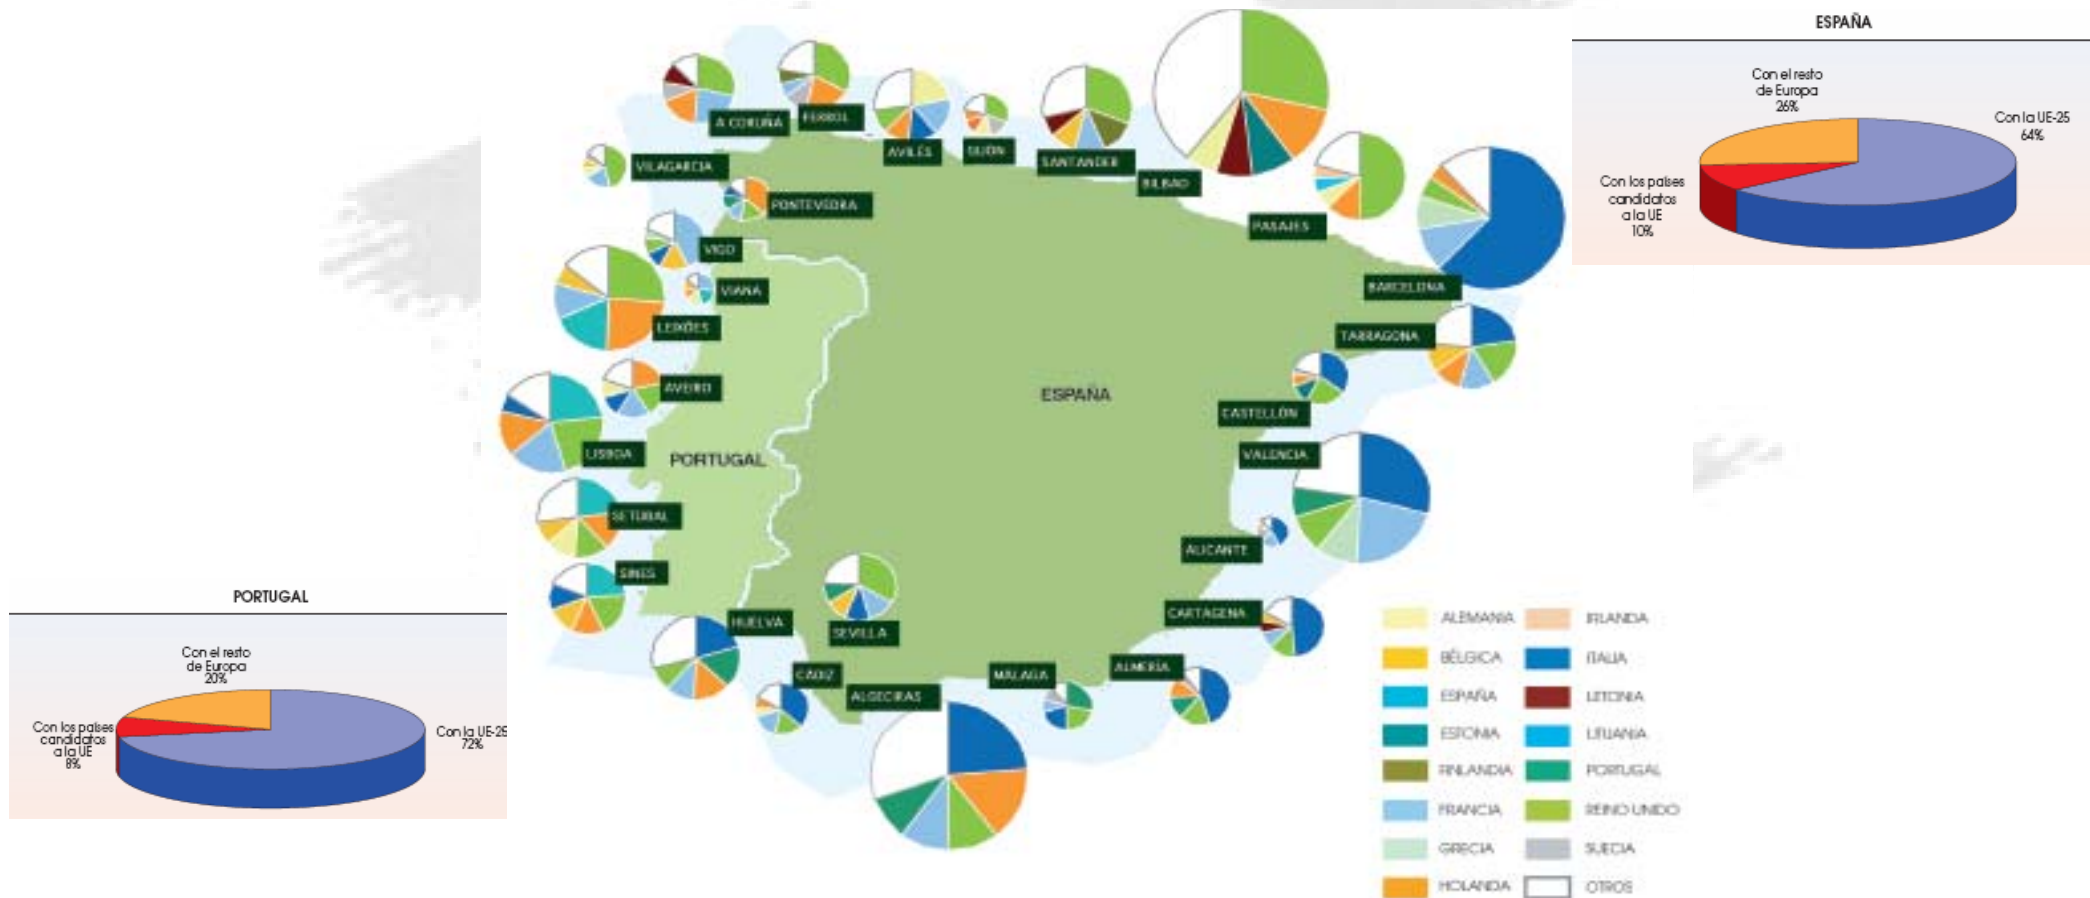 ESPAÑA
Con el resto
de Europa
26%
Con la UE-25
64%
Con los países
candidatos
a la UE
10%
A CORUÑA
FERROL
AVILÉS
GIJÓN
SANTANDER
BILBAO
PASAJES
VILAGARCIA
PONTEVEDRA
VIGO
VIANA
LEIXÕES
AVEIRO
LISBOA
SETÚBAL
SINES
BARCELONA
TARRAGONA
CASTELLÓN
VALENCIA
ALICANTE
CARTAGENA
ALMERÍA
MÁLAGA
ALGECIRAS
CÁDIZ
SEVILLA
HUELVA
ESPAÑA
PORTUGAL
PORTUGAL
Con el resto
de Europa
20%
Con los países
candidatos
a la UE
8%
Con la UE-25
72%
ALEMANIA
IRLANDA
BÉLGICA
ITALIA
ESPAÑA
LETONIA
ESTONIA
LITUANIA
FINLANDIA
PORTUGAL
FRANCIA
REINO UNIDO
GRECIA
SUECIA
HOLANDA
OTROS